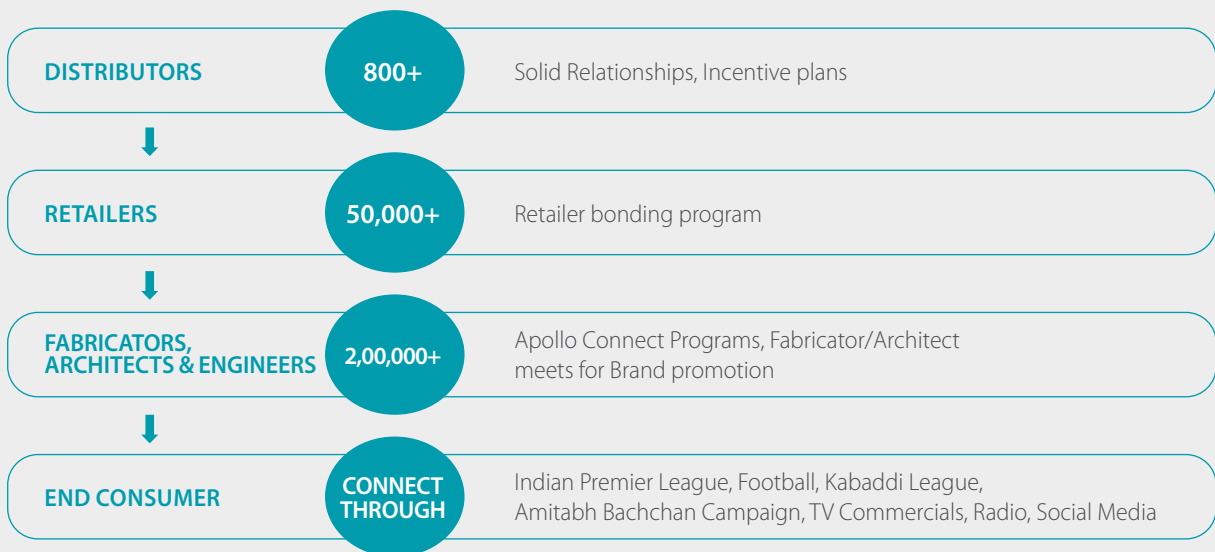 DISTRIBUTORS
800+
Solid Relationships, Incentive plans
RETAILERS
50,000+
Retailer bonding program
FABRICATORS,
ARCHITECTS & ENGINEERS
2,00,000+
Apollo Connect Programs, Fabricator/Architect
meets for Brand promotion
END CONSUMER
CONNECT
THROUGH
Indian Premier League, Football, Kabaddi League,
Amitabh Bachchan Campaign, TV Commercials, Radio, Social Media